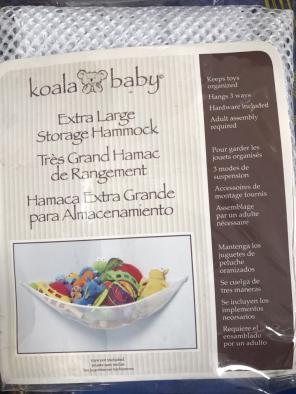 koala baby®
Extra Large
Storage Hammock
Très Grand Hamac
de Rangement
Hamaca Extra Grande
para Almacenamiento
Keeps toys
organized
Hangs 3 ways
Hardware included
Adult assembly
required
Pour garder les
jouets organisés
3 modes de
suspension
Accessoires de
montage fournis
Assemblage
par un adulte
nécessaire
Mantenga los
juguetes de
peluche
oranizados
Se cuelga de
tres maneras
Se incluyen los
implementos
necesarios
Requiere el
ensamblado
por un adulto